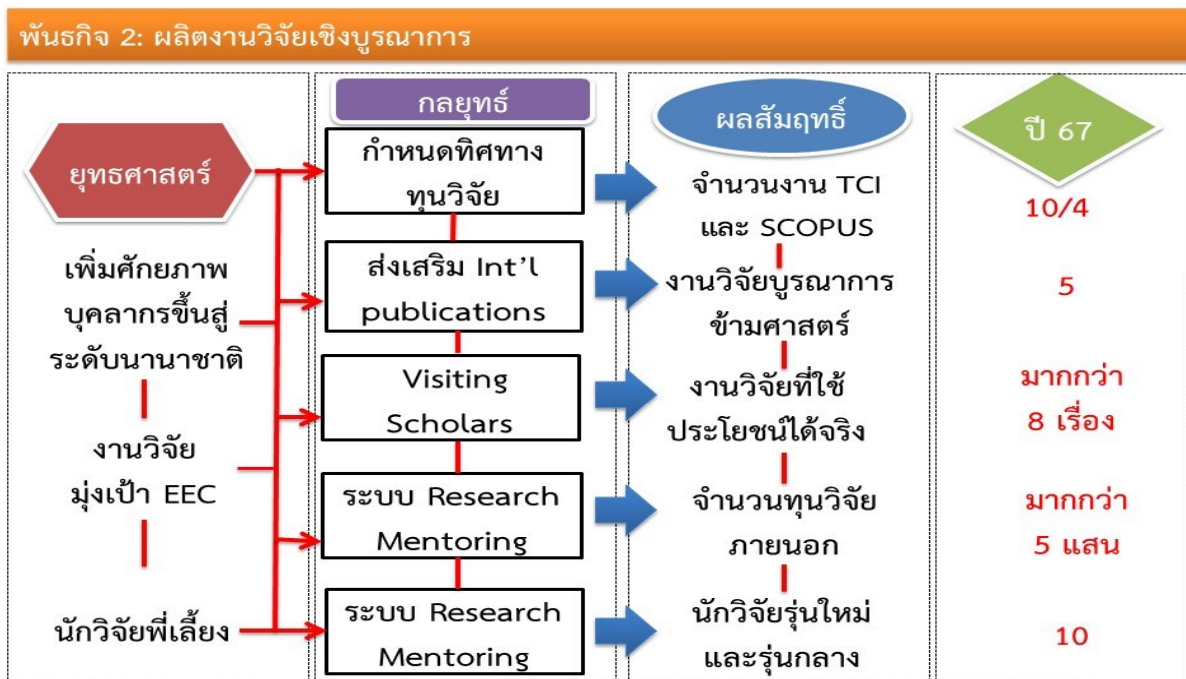 พันธกิจ 2: ผลิตงานวิจัยเชิงบูรณาการ
ยุทธศาสตร์
เพิ่มศักยภาพ
บุคลากรขึ้นสู่
ระดับนานาชาติ
งานวิจัย
มุ่งเป้า EEC
นักวิจัยพี่เลี้ยง
กลยุทธ์
กำหนดทิศทาง
ทุนวิจัย
ส่งเสริม Int’l
publications
Visiting
Scholars
ระบบ Research
Mentoring
ระบบ Research
Mentoring
ผลสัมฤทธิ์
จำนวนงาน TCI
และ SCOPUS
งานวิจัยบูรณาการ
ข้ามศาสตร์
งานวิจัยที่ใช้
ประโยชน์ได้จริง
จำนวนทุนวิจัย
ภายนอก
นักวิจัยรุ่นใหม่
และรุ่นกลาง
ปี 67
10/4
5
มากกว่า
8 เรื่อง
มากกว่า
5 แสน
10